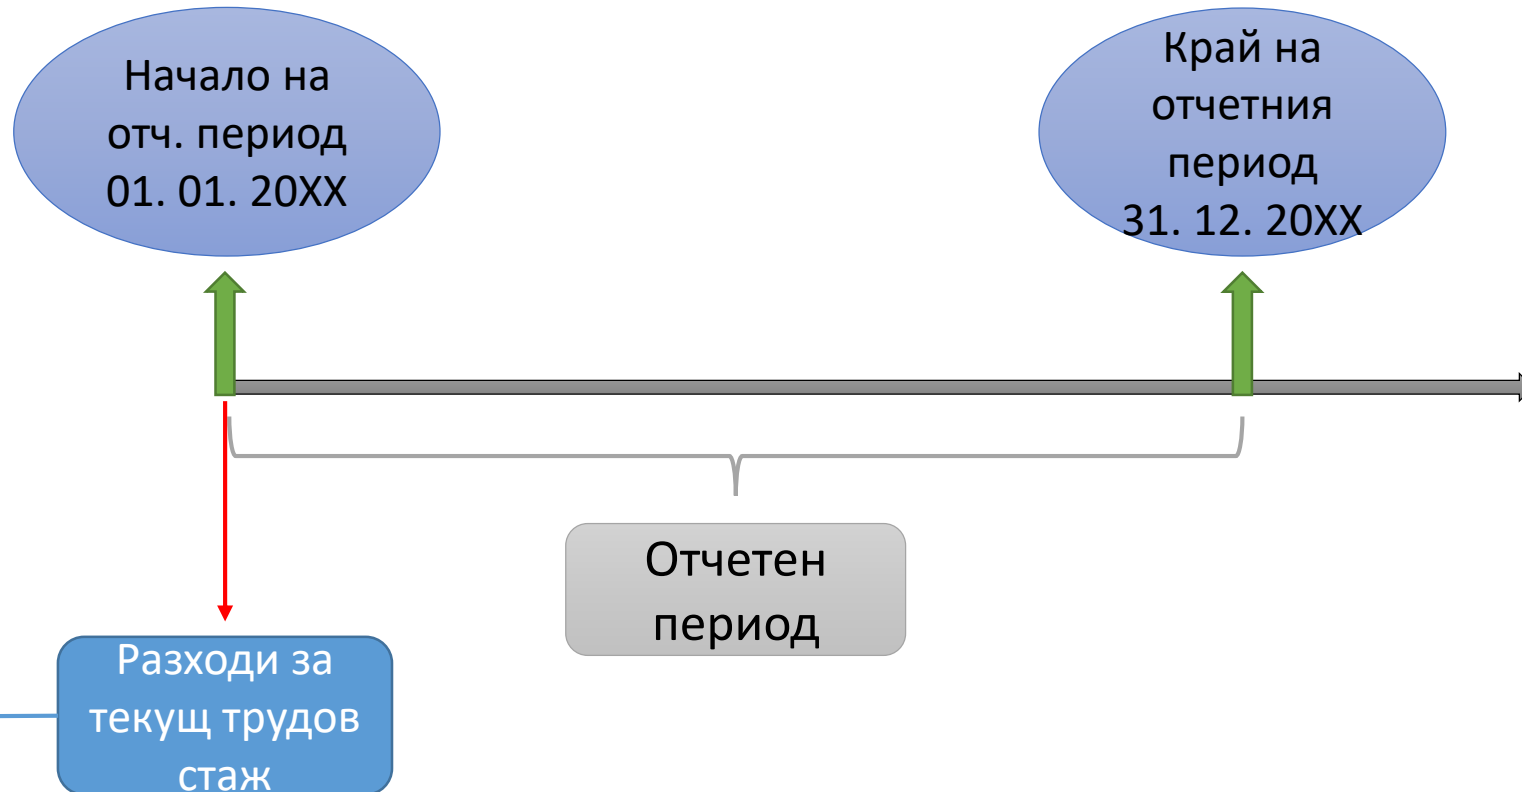 Начало на
отч. период
01. 01. 20XX
Край на
отчетния
период
31. 12. 20XX
Отчетен
период
Разходи за
текущ трудов
стаж